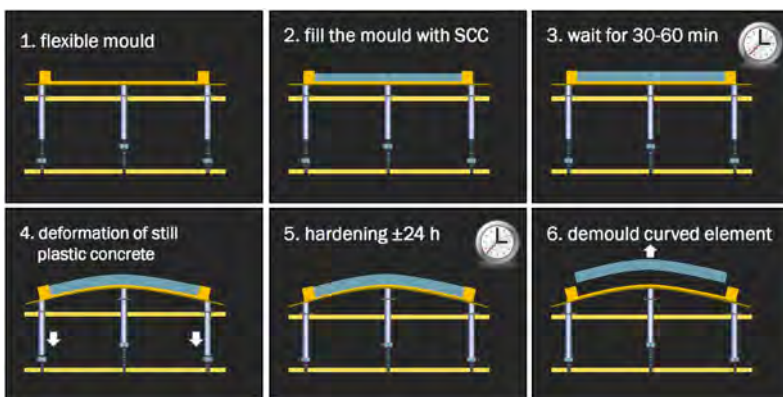 1. flexible mould
2. fill the mould with SCC
3. wait for 30-60 min
4. deformation of still
plastic concrete
5. hardening ±24 h
6. demould curved element